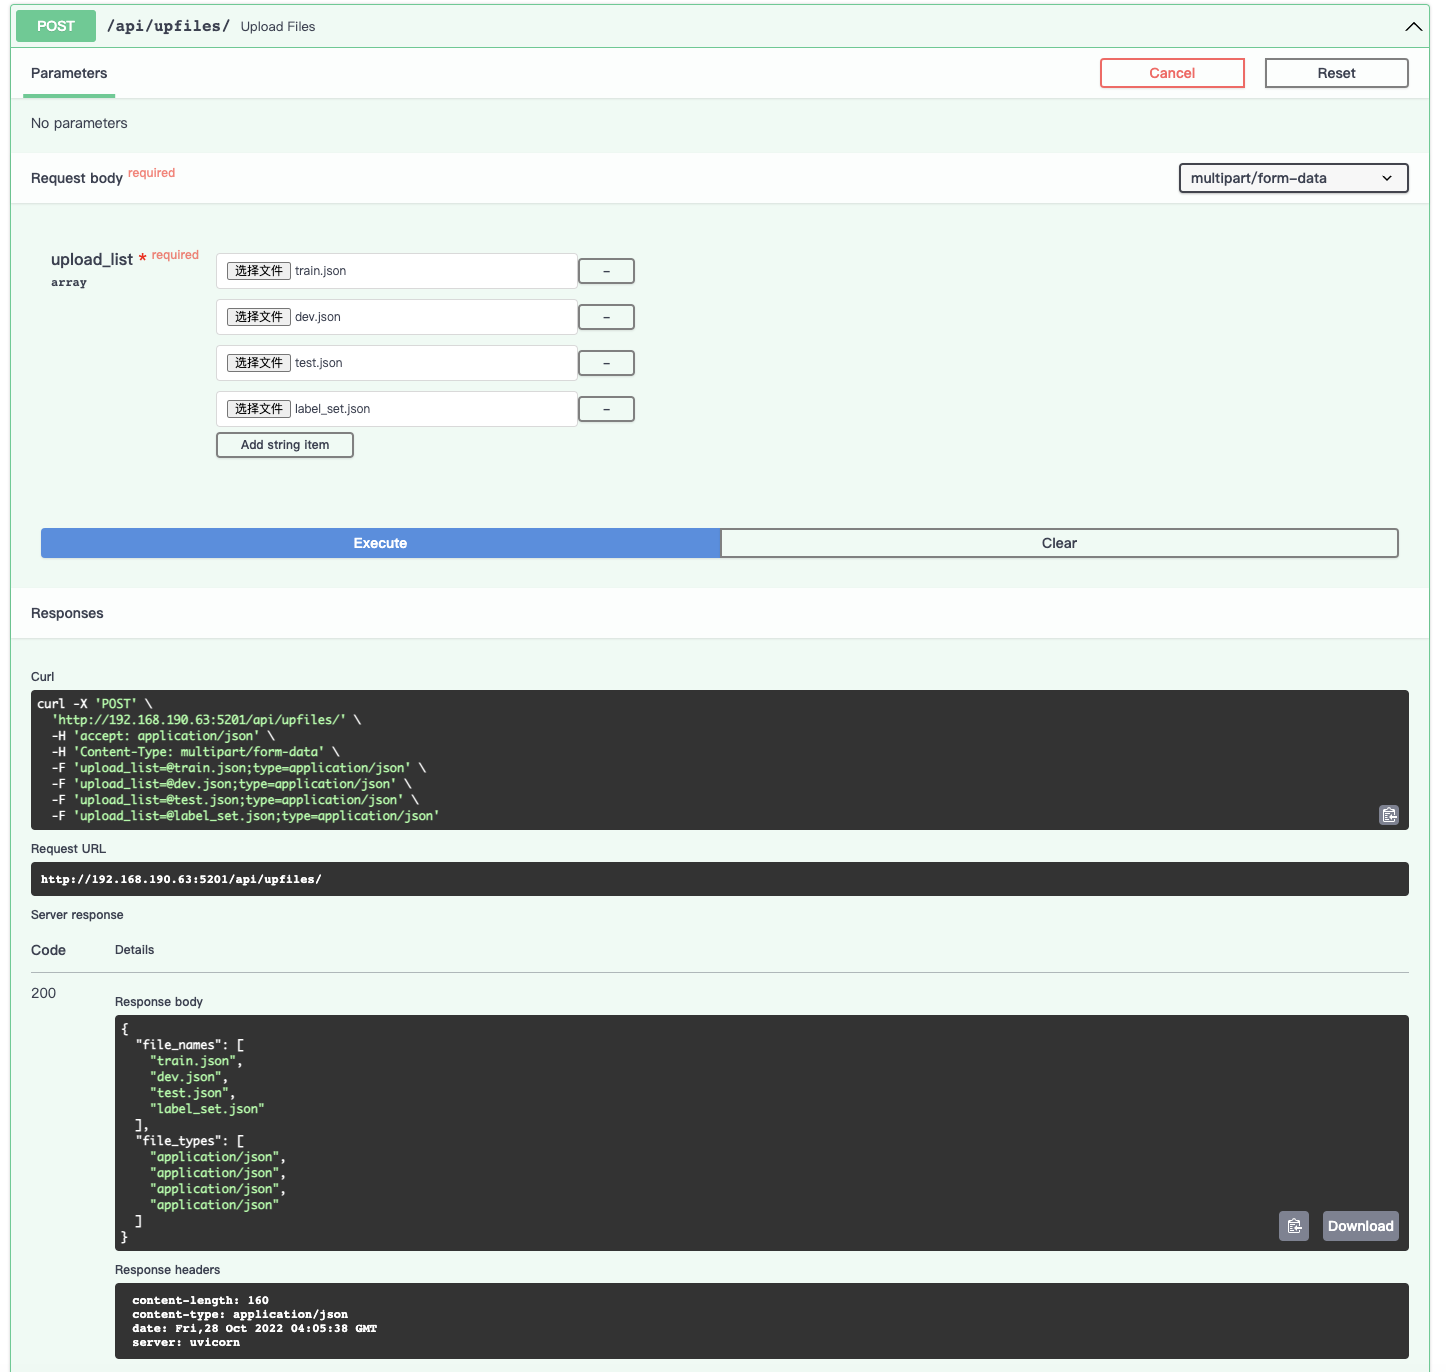 POST /api/upfiles/ Upload Files
Parameters
Cancel
Reset
No parameters
Request body required
multipart/form-data
upload_list * required
array
选择文件 train.json
-
选择文件 dev.json
-
选择文件 test.json
-
选择文件 label_set.json
-
Add string item
Execute
Clear
Responses
Curl
curl -X 'POST' \
'http://192.168.190.63:5201/api/upfiles/' \
-H 'accept: application/json' \
-H 'Content-Type: multipart/form-data' \
-F 'upload_list=@train.json;type=application/json' \
-F 'upload_list=@dev.json;type=application/json' \
-F 'upload_list=@test.json;type=application/json' \
-F 'upload_list=@label_set.json;type=application/json'
Request URL
http://192.168.190.63:5201/api/upfiles/
Server response
Code
Details
200
Response body
{
"file_names": [
"train.json",
"dev.json",
"test.json",
"label_set.json"
],
"file_types": [
"application/json",
"application/json",
"application/json",
"application/json"
]
}
Download
Response headers
content-length: 160
content-type: application/json
date: Fri,28 Oct 2022 04:05:38 GMT
server: uvicorn